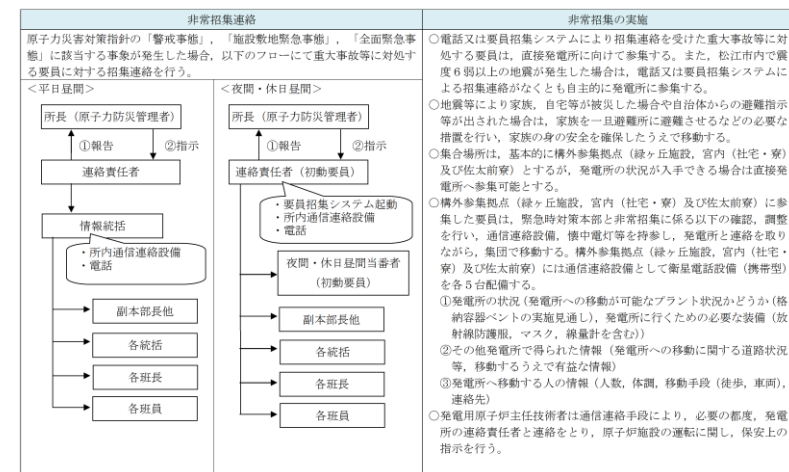 非常招集連絡
原子力災害対策指針の「警戒事態」，「施設敷地緊急事態」，「全面緊急事
態」に該当する事象が発生した場合，以下のフローにて重大事故等に対処す
る要員に対する招集連絡を行う。
＜平日昼間＞
所長（原子力防災管理者）
①報告
②指示
連絡責任者
情報統括
・所内通信連絡設備
・電話
副本部長他
各統括
各班長
各班員
＜夜間・休日昼間＞
所長（原子力防災管理者）
①報告
②指示
連絡責任者（初動要員）
・要員招集システム起動
・所内通信連絡設備
・電話
夜間・休日昼間当番者
（初動要員）
副本部長他
各統括
各班長
各班員
非常招集の実施
○電話又は要員招集システムにより招集連絡を受けた重大事故等に対
処する要員は，直接発電所に向けて参集する。また，松江市内で震
度６弱以上の地震が発生した場合は，電話又は要員招集システムに
よる招集連絡がなくとも自主的に発電所に参集する。
○地震等により家族，自宅等が被災した場合や自治体からの避難指示
等が出された場合は，家族を一旦避難所に避難させるなどの必要な
措置を行い，家族の身の安全を確保したうえで移動する。
○集合場所は，基本的に構外参集拠点（緑ヶ丘施設，宮内（社宅・寮）
及び佐太前寮）とするが，発電所の状況が入手できる場合は直接発
電所へ参集可能とする。
○構外参集拠点（緑ヶ丘施設，宮内（社宅・寮）及び佐太前寮）に参
集した要員は，緊急時対策本部と非常招集に係る以下の確認，調整
を行い，通信連絡設備，懐中電灯等を持参し，発電所と連絡を取り
ながら，集団で移動する。構外参集拠点（緑ヶ丘施設，宮内（社宅・
寮）及び佐太前寮）には通信連絡設備として衛星電話設備（携帯型）
を各５台配備する。
①発電所の状況（発電所への移動が可能なプラント状況かどうか（格
納容器ベントの実施見通し），発電所に行くための必要な装備（放
射線防護服，マスク，線量計を含む））
②その他発電所で得られた情報（発電所への移動に関する道路状況
等，移動するうえで有益な情報）
③発電所へ移動する人の情報（人数，体調，移動手段（徒歩，車両），
連絡先）
○発電用原子炉主任技術者は通信連絡手段により，必要の都度，発電
所の連絡責任者と連絡をとり，原子炉施設の運転に関し，保安上の
指示を行う。